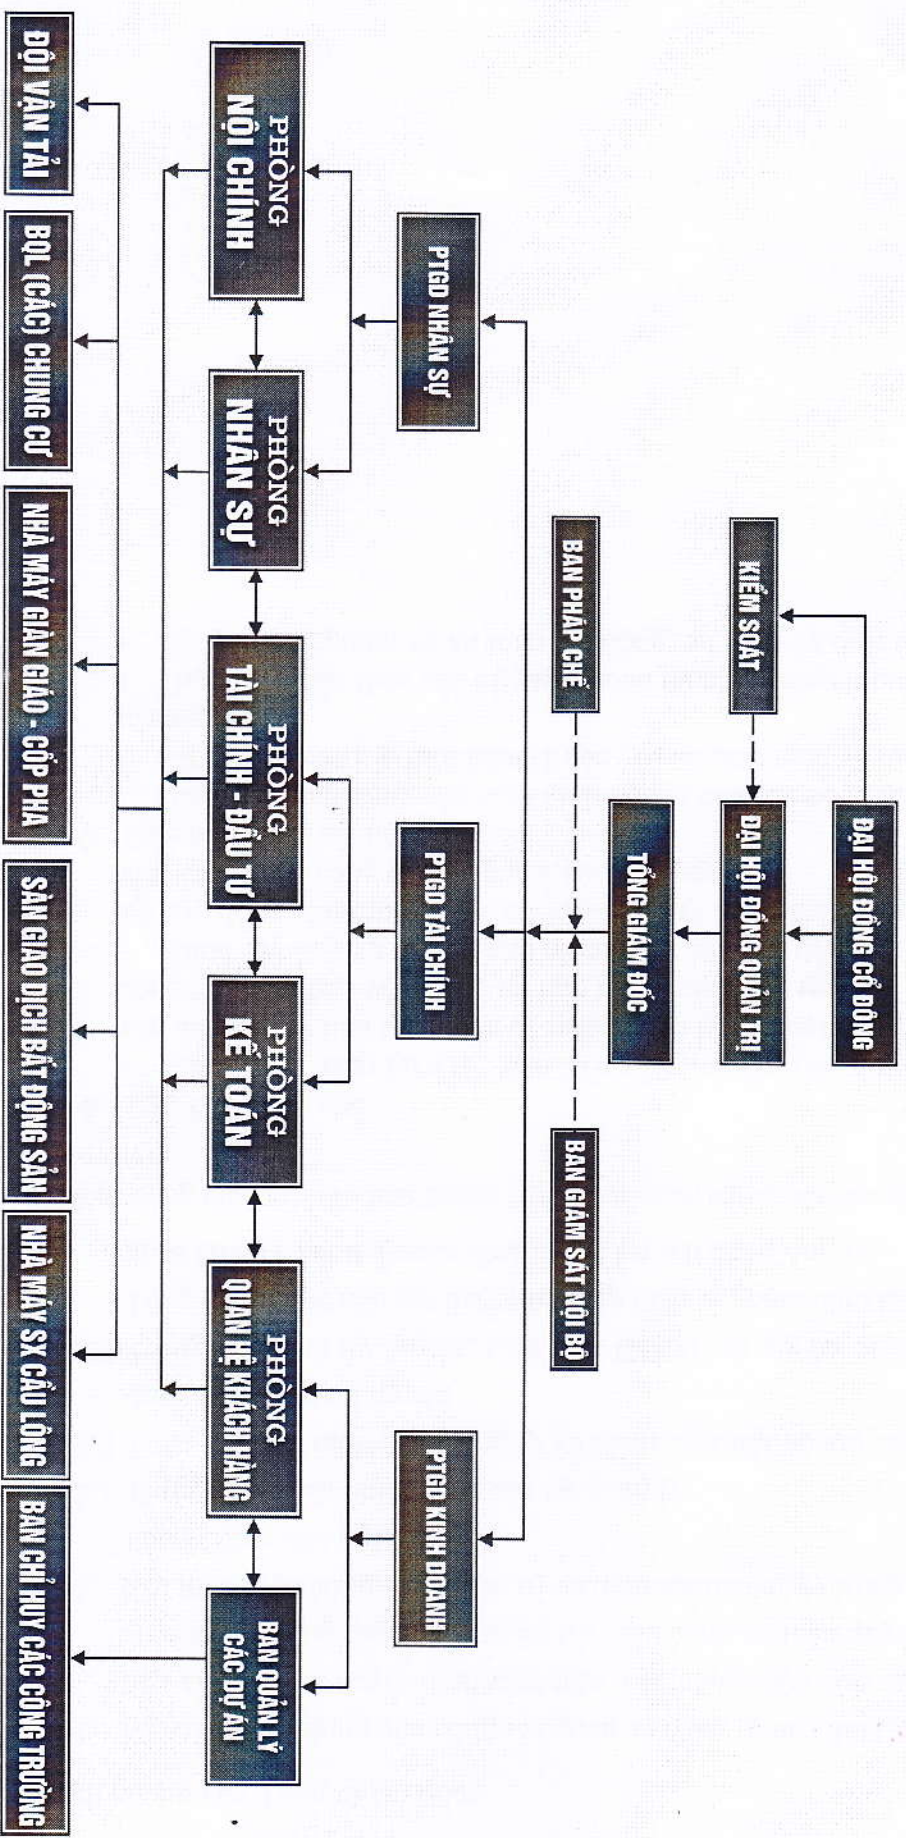 ĐẠI HỘI ĐỒNG CỔ ĐÔNG
KIỂM SOÁT
ĐẠI HỘI ĐỒNG QUẢN TRỊ
TỔNG GIÁM ĐỐC
BAN PHÁP CHẾ
BAN GIÁM SÁT NỘI BỘ
PTGD NHÂN SỰ
PTGD TÀI CHÍNH
PTGD KINH DOANH
PHÒNG
NỘI CHÍNH
PHÒNG
NHÂN SỰ
PHÒNG
TÀI CHÍNH - ĐẦU TƯ
PHÒNG
KẾ TOÁN
PHÒNG
QUAN HỆ KHÁCH HÀNG
BAN QUẢN LÝ
CÁC DỰ ÁN
ĐỘI VẬN TẢI
BQL (CÁC) CHUNG CƯ
NHÀ MÁY GIÀN GIÁO - CỐP PHA
SÀN GIAO DỊCH BẤT ĐỘNG SẢN
NHÀ MÁY SX CẦU LÔNG
BAN CHỈ HUY CÁC CÔNG TRƯỜNG